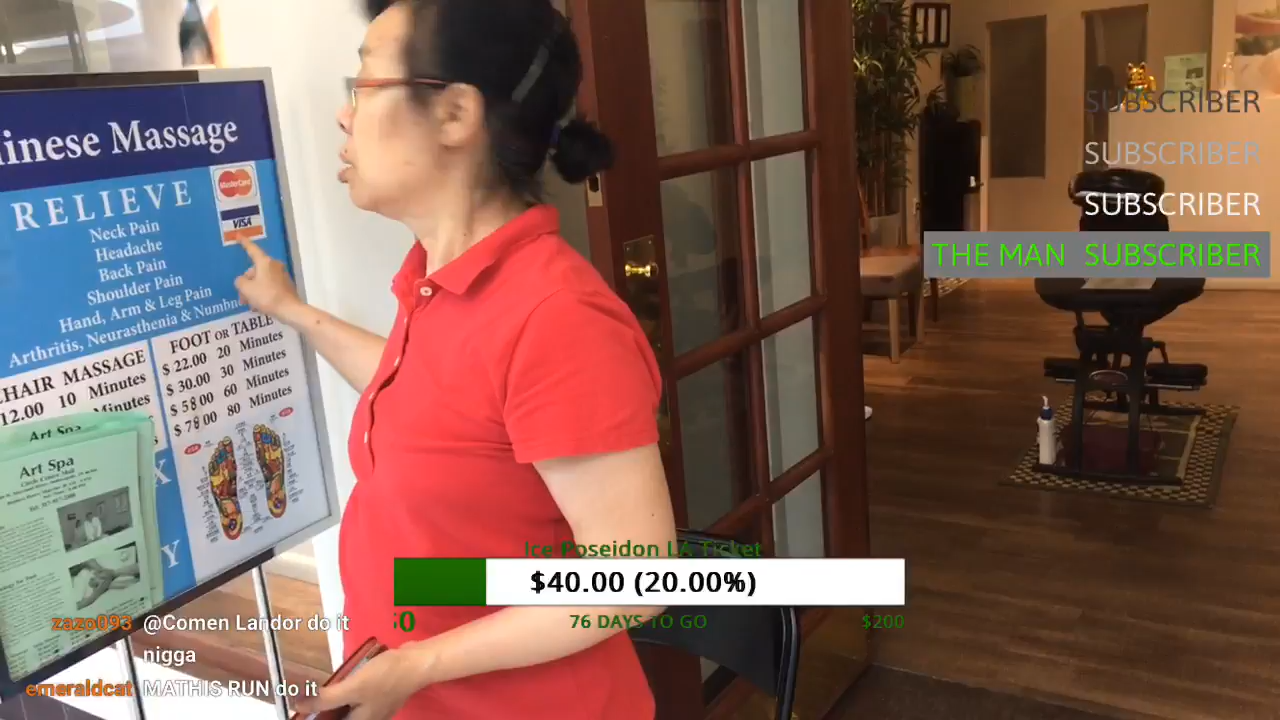 inese Massage
RELIEVE
MasterCard
VISA
Neck Pain
Headache
Back Pain
Shoulder Pain
Hand, Arm & Leg Pain
Arthritis, Neurasthenia & Numbn
HAIR MASSAGE
12.00 10 Minutes
Minutes
FOOT OR TABLE
$22.00 20 Minutes
$30.00 30 Minutes
$58.00 60 Minutes
$78.00 80 Minutes
Art Spa
Art Spa
X
Y
SUBSCRIBER
SUBSCRIBER
SUBSCRIBER
THE MAN SUBSCRIBER
Ice Poseidon LA Ticket
$40.00 (20.00%)
$0 76 DAYS TO GO $200
zazo093 @Comen Landor do it
nigga
emeraldcat MATHIS RUN do it